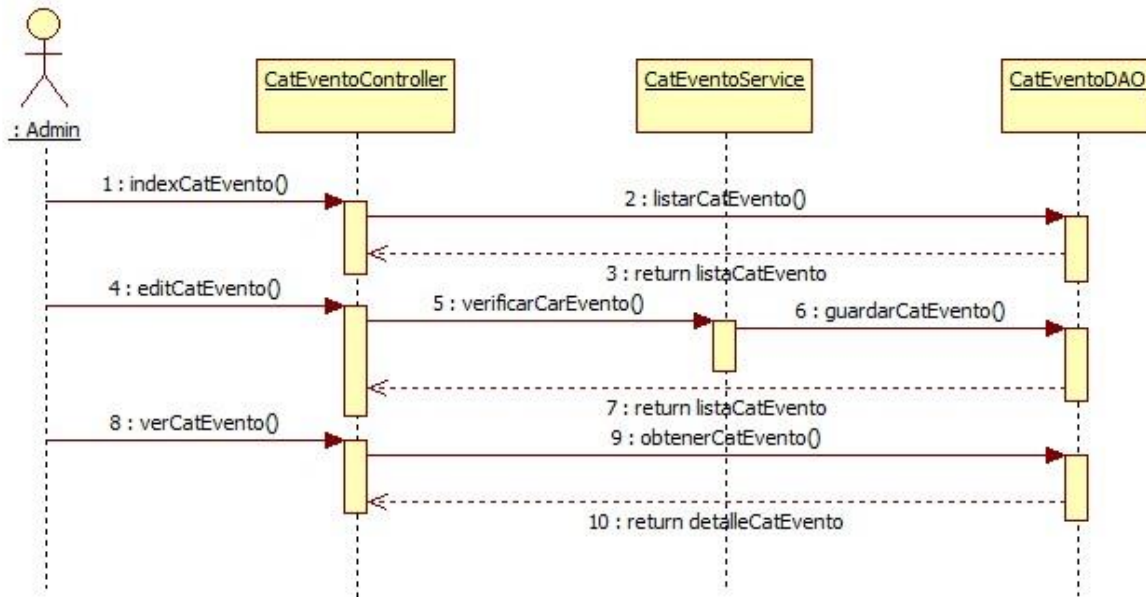 : Admin
CatEventoController
CatEventoService
CatEventoDAO
1 : indexCatEvento()
2 : listarCatEvento()
3 : return listaCatEvento
4 : editCatEvento()
5 : verificarCarEvento()
6 : guardarCatEvento()
7 : return listaCatEvento
8 : verCatEvento()
9 : obtenerCatEvento()
10 : return detalleCatEvento